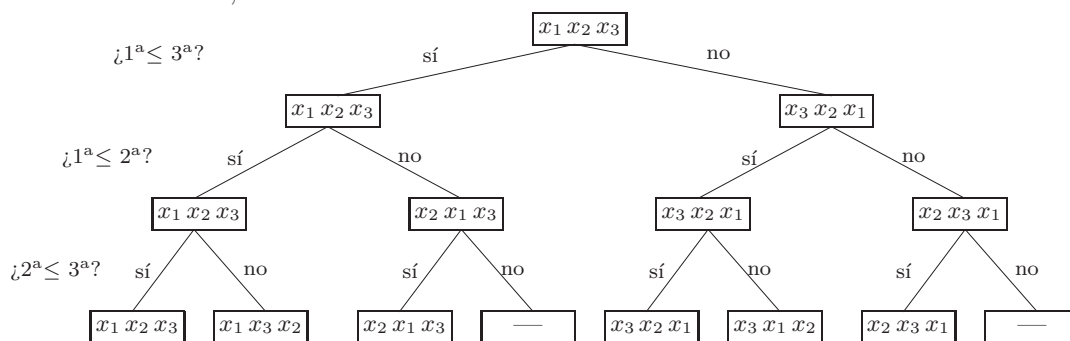 x₁ x₂ x₃
¿1ª≤ 3ª?
sí
no
x₁ x₂ x₃
x₃ x₂ x₁
¿1ª≤ 2ª?
sí
no
sí
no
x₁ x₂ x₃
x₂ x₁ x₃
x₃ x₂ x₁
x₂ x₃ x₁
¿2ª≤ 3ª?
sí
no
sí
no
sí
no
sí
no
x₁ x₂ x₃
x₁ x₃ x₂
x₂ x₁ x₃
—
x₃ x₂ x₁
x₃ x₁ x₂
x₂ x₃ x₁
—